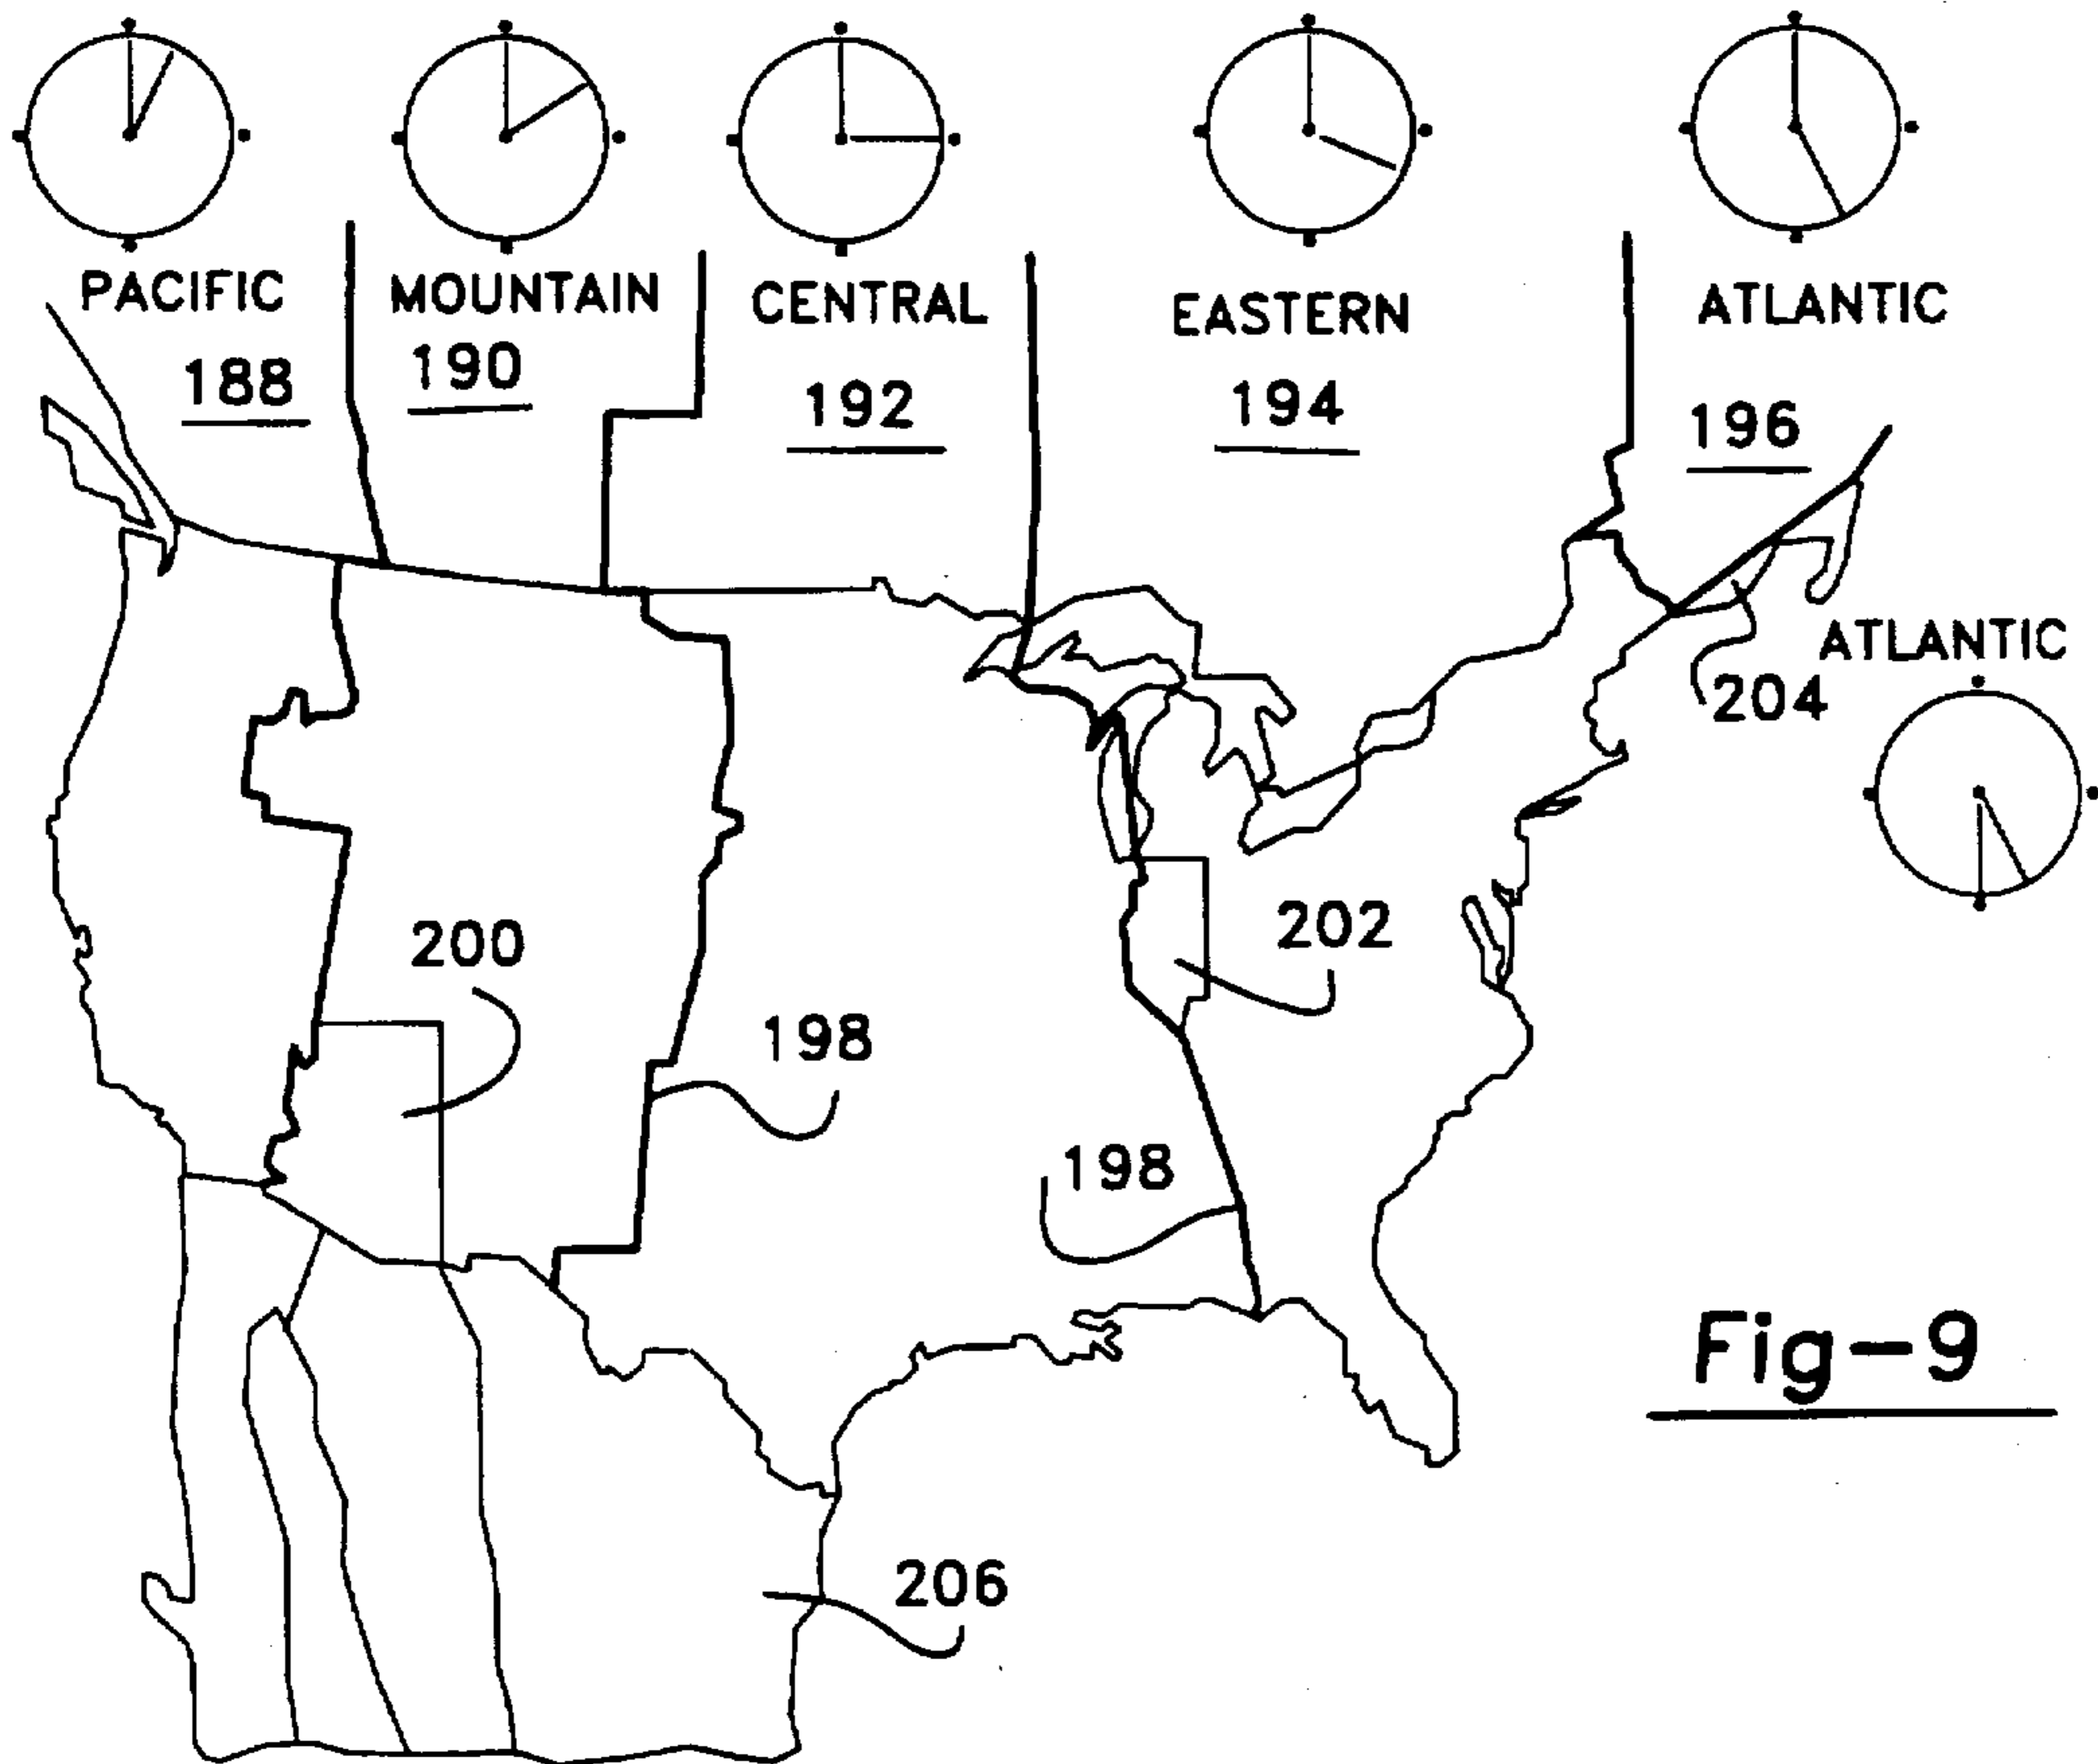 PACIFIC
188
MOUNTAIN
190
CENTRAL
192
EASTERN
194
ATLANTIC
196
ATLANTIC
204
200
202
198
198
206
Fig-9